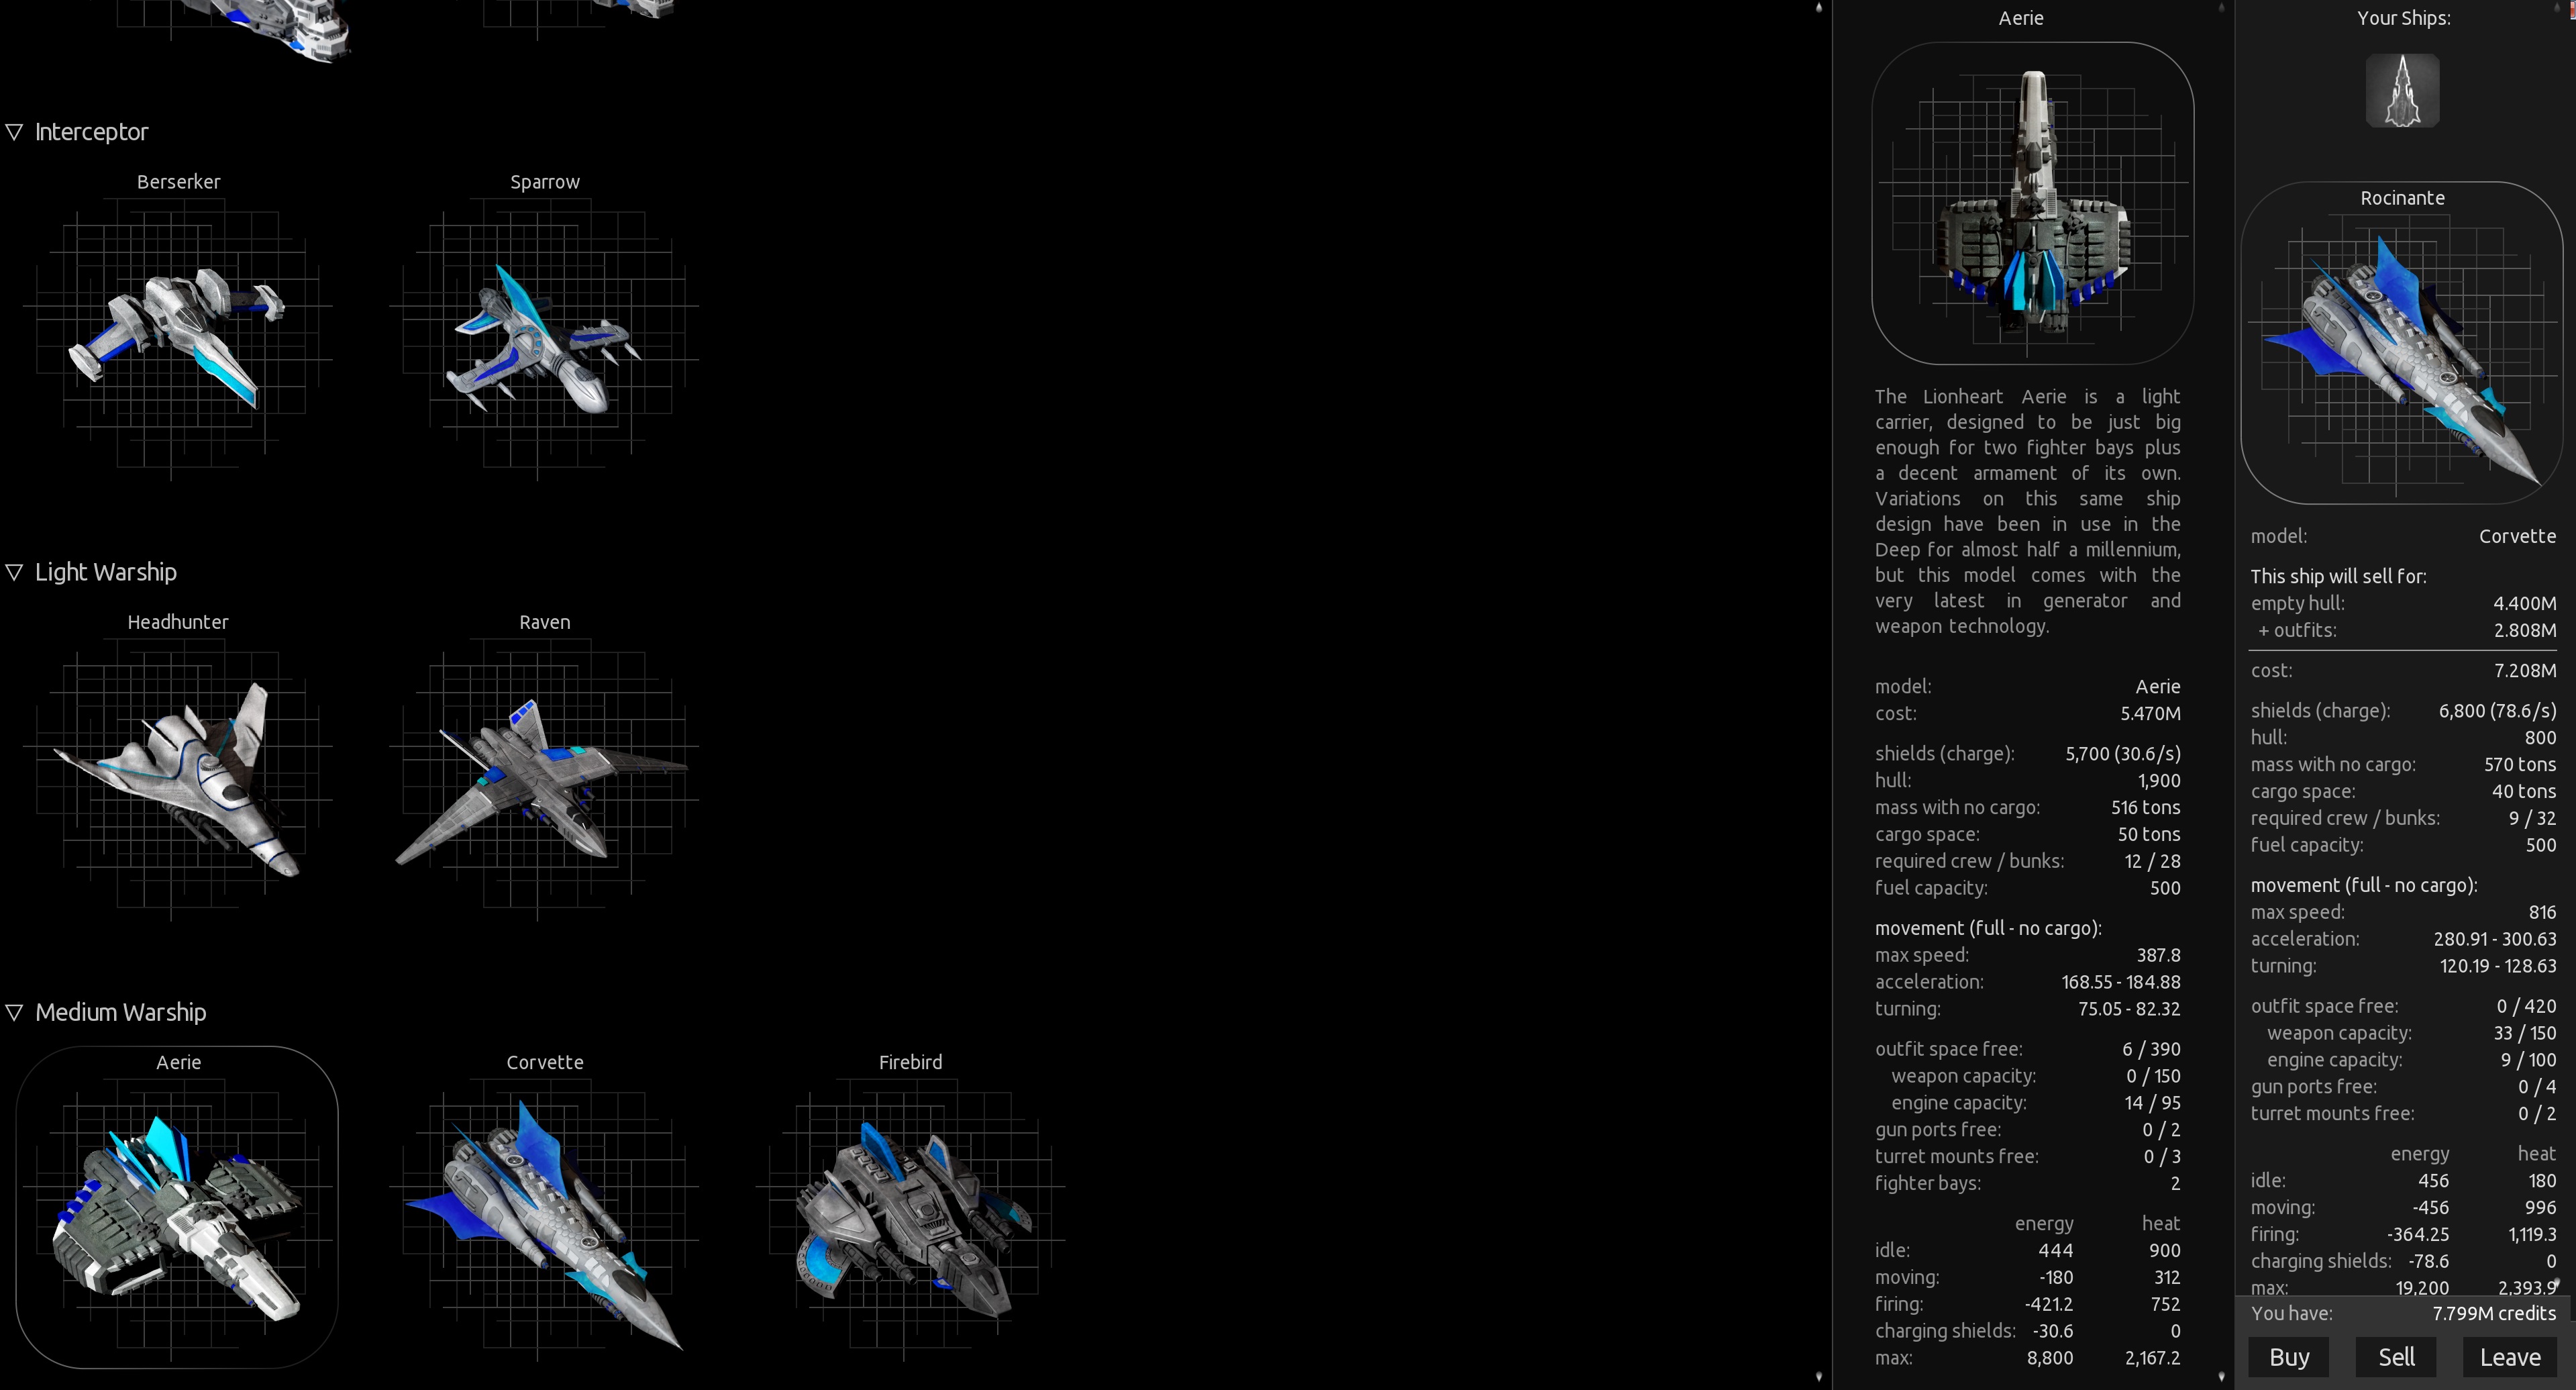 ▽ Interceptor
Berserker
Sparrow
▽ Light Warship
Headhunter
Raven
▽ Medium Warship
Aerie
Corvette
Firebird
Aerie
The Lionheart Aerie is a light
carrier, designed to be just big
enough for two fighter bays plus
a decent armament of its own.
Variations on this same ship
design have been in use in the
Deep for almost half a millennium,
but this model comes with the
very latest in generator and
weapon technology.
model: Aerie
cost: 5.470M
shields (charge): 5,700 (30.6/s)
hull: 1,900
mass with no cargo: 516 tons
cargo space: 50 tons
required crew / bunks: 12 / 28
fuel capacity: 500
movement (full - no cargo):
max speed: 387.8
acceleration: 168.55 - 184.88
turning: 75.05 - 82.32
outfit space free: 6 / 390
weapon capacity: 0 / 150
engine capacity: 14 / 95
gun ports free: 0 / 2
turret mounts free: 0 / 3
fighter bays: 2
energy heat
idle: 444 900
moving: -180 312
firing: -421.2 752
charging shields: -30.6 0
max: 8,800 2,167.2
Your Ships:
Rocinante
model: Corvette
This ship will sell for:
empty hull: 4.400M
+ outfits: 2.808M
cost: 7.208M
shields (charge): 6,800 (78.6/s)
hull: 800
mass with no cargo: 570 tons
cargo space: 40 tons
required crew / bunks: 9 / 32
fuel capacity: 500
movement (full - no cargo):
max speed: 816
acceleration: 280.91 - 300.63
turning: 120.19 - 128.63
outfit space free: 0 / 420
weapon capacity: 33 / 150
engine capacity: 9 / 100
gun ports free: 0 / 4
turret mounts free: 0 / 2
energy heat
idle: 456 180
moving: -456 996
firing: -364.25 1,119.3
charging shields: -78.6 0
max: 19,200 2,393.9
You have: 7.799M credits
Buy Sell Leave